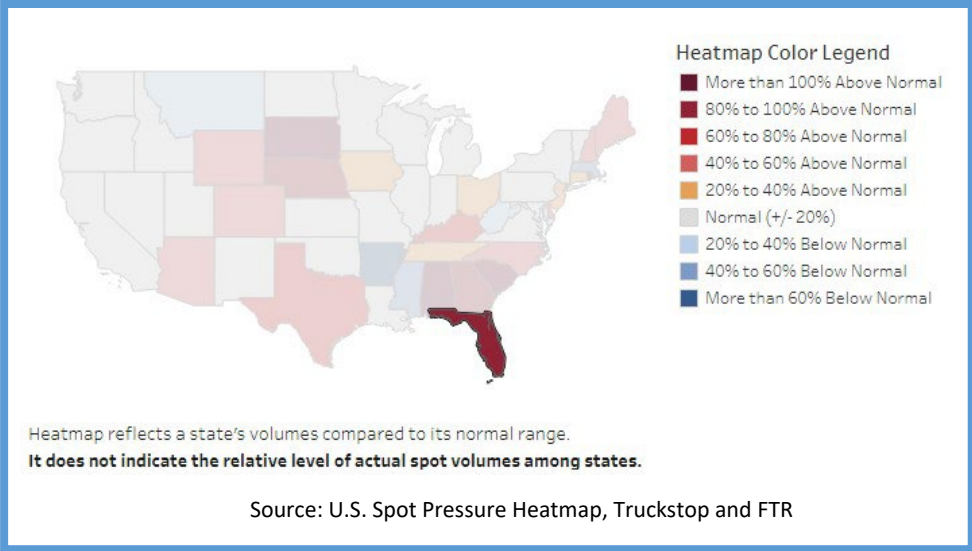 Heatmap Color Legend
More than 100% Above Normal
80% to 100% Above Normal
60% to 80% Above Normal
40% to 60% Above Normal
20% to 40% Above Normal
Normal (+/- 20%)
20% to 40% Below Normal
40% to 60% Below Normal
More than 60% Below Normal
Heatmap reflects a state's volumes compared to its normal range.
It does not indicate the relative level of actual spot volumes among states.
Source: U.S. Spot Pressure Heatmap, Truckstop and FTR